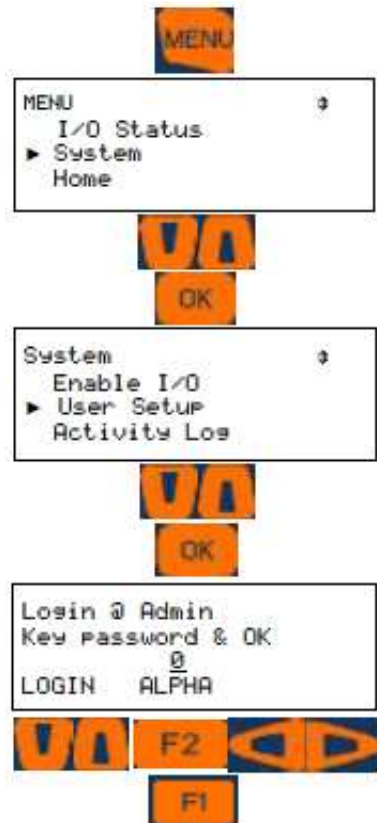 MENU
MENU
I/O Status
► System
Home
OK
System
Enable I/O
► User Setup
Activity Log
OK
Login @ Admin
Key password & OK
0
LOGIN ALPHA
F2
F1